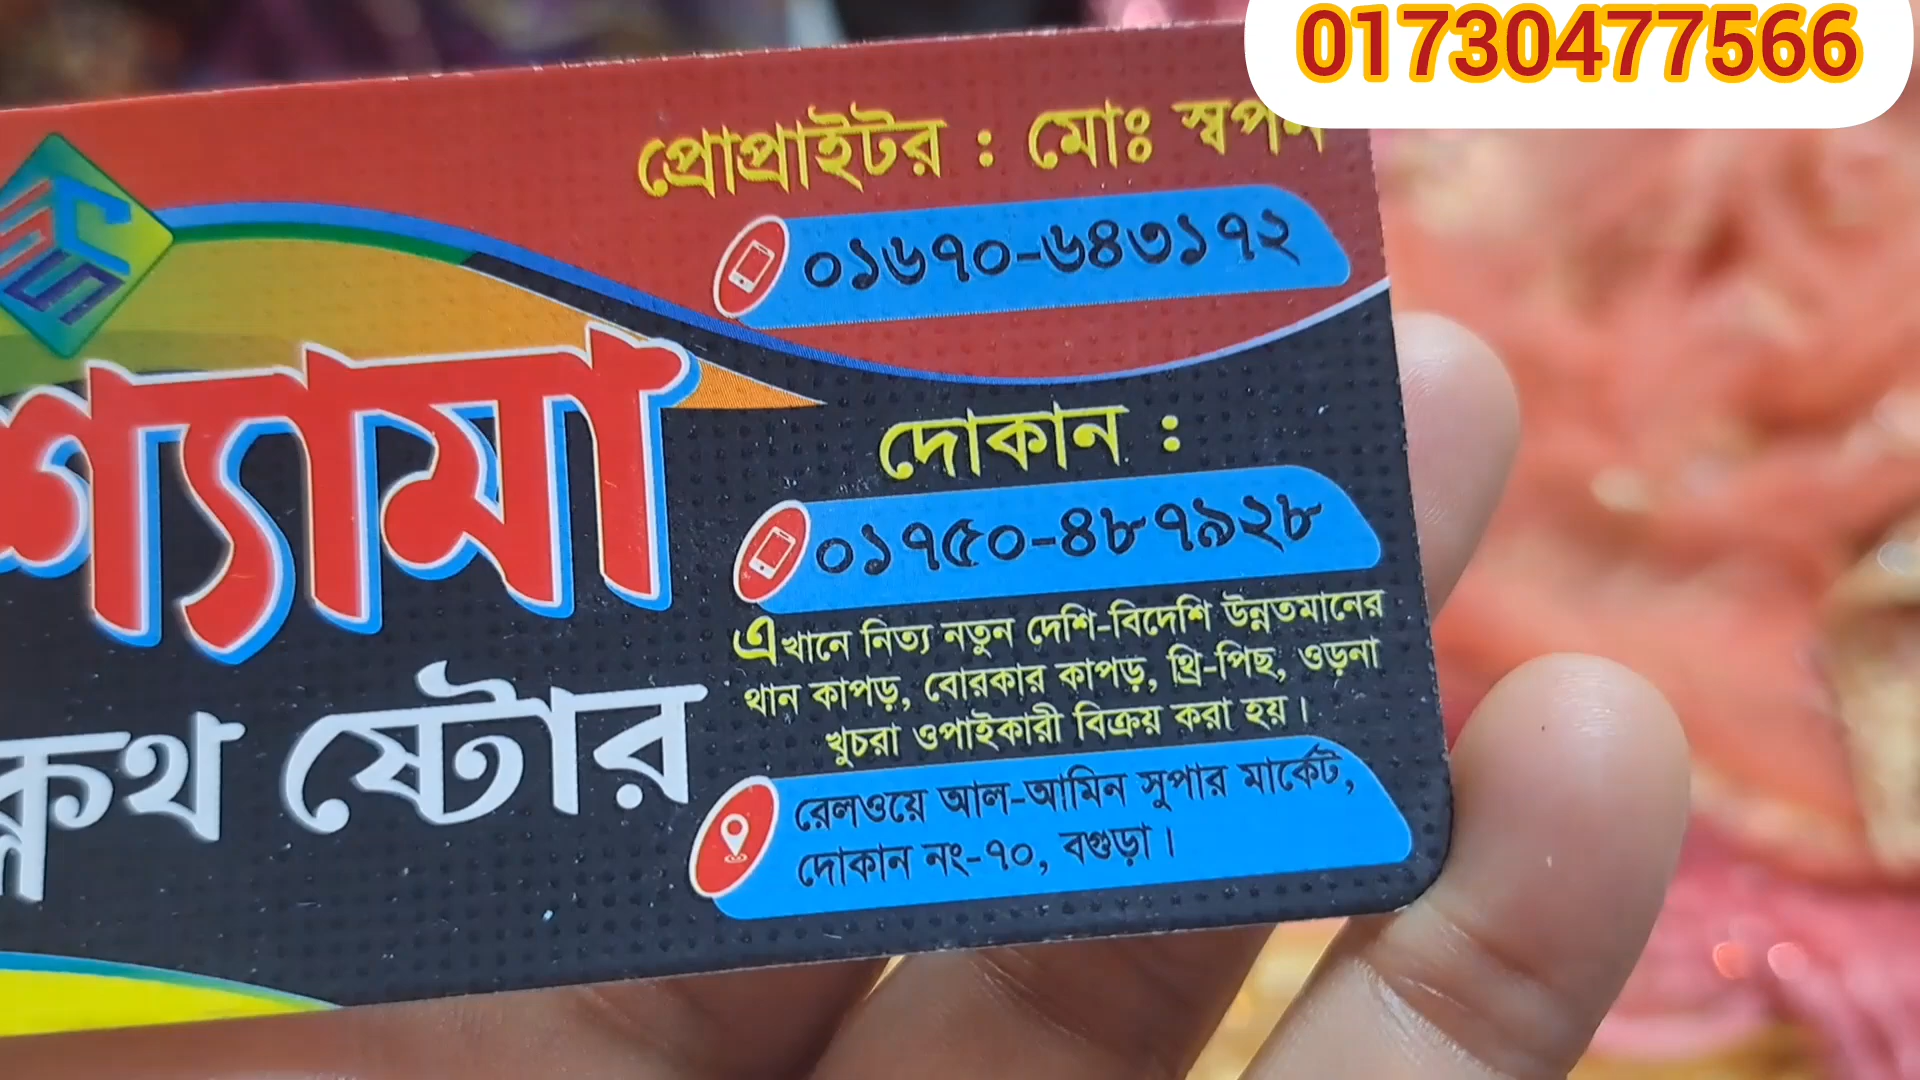 01730477566
প্রোপ্রাইটর : মোঃ স্বপন
০১৬৭০-৬৪৩১৭২
শ্যামা
ক্লথ ষ্টোর
দোকান :
০১৭৫০-৪৮৭৯২৮
এখানে নিত্য নতুন দেশি-বিদেশি উন্নতমানের
থান কাপড়, বোরকার কাপড়, থ্রি-পিছ, ওড়না
খুচরা ওপাইকারী বিক্রয় করা হয়।
রেলওয়ে আল-আমিন সুপার মার্কেট,
দোকান নং-৭০, বগুড়া।